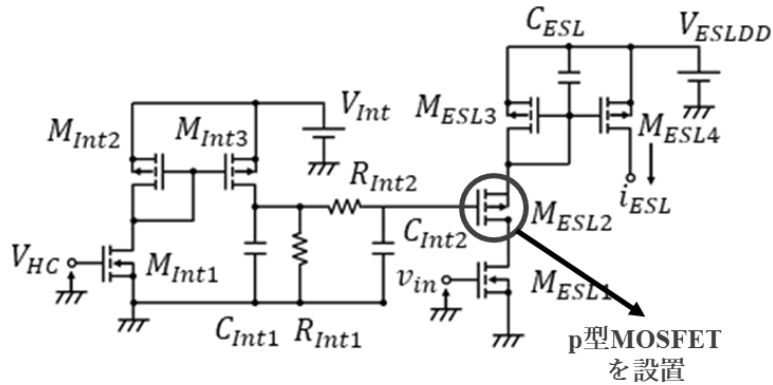 C_ESL
V_ESLDD
V_Int
M_ESL3
M_Int2
M_Int3
M_ESL4
R_Int2
i_ESL
M_ESL2
C_Int2
V_HC
M_Int1
v_in
M_ESL1
C_Int1
R_Int1
p型MOSFET
を設置